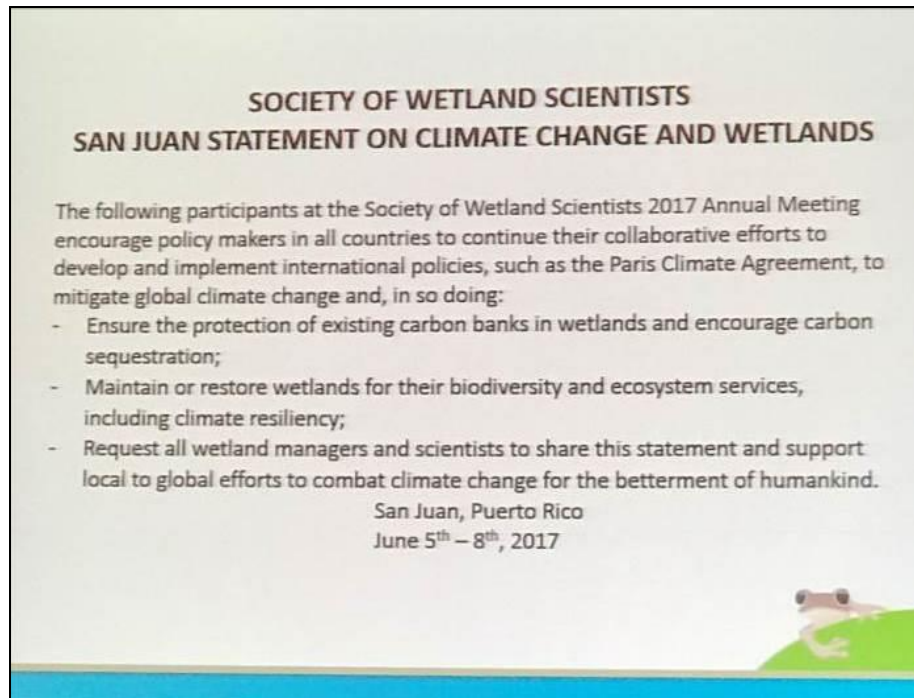 SOCIETY OF WETLAND SCIENTISTS
SAN JUAN STATEMENT ON CLIMATE CHANGE AND WETLANDS
The following participants at the Society of Wetland Scientists 2017 Annual Meeting
encourage policy makers in all countries to continue their collaborative efforts to
develop and implement international policies, such as the Paris Climate Agreement, to
mitigate global climate change and, in so doing:
- Ensure the protection of existing carbon banks in wetlands and encourage carbon
sequestration;
- Maintain or restore wetlands for their biodiversity and ecosystem services,
including climate resiliency;
- Request all wetland managers and scientists to share this statement and support
local to global efforts to combat climate change for the betterment of humankind.
San Juan, Puerto Rico
June 5th – 8th, 2017